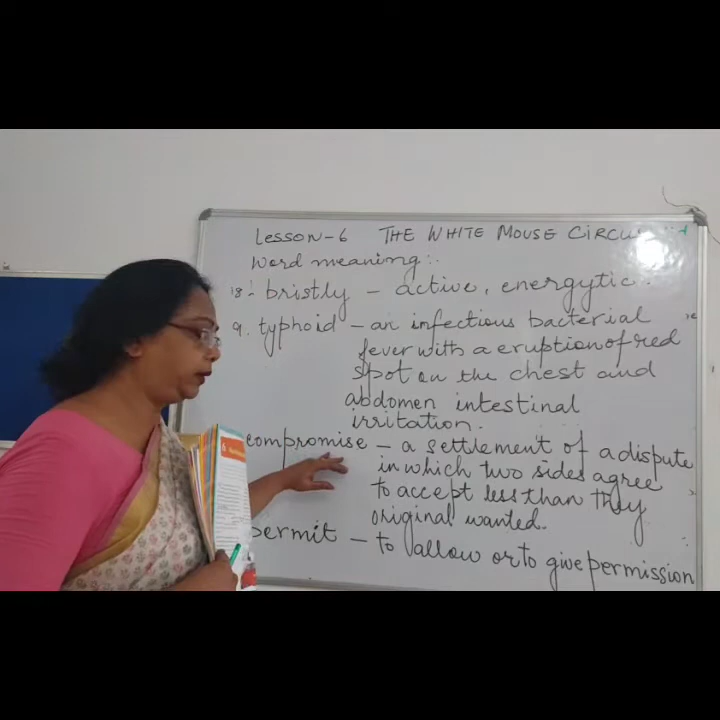 Lesson-6 THE WHITE MOUSE CIRCUS
Word meaning:-
18:- bristly - active, energytic.
9. typhoid - an infectious bacterial
fever with a eruption of red
spot on the chest and
abdomen intestinal
irritation.
compromise - a settlement of a dispute
in which two sides agree
to accept less than they
original wanted.
permit - to allow or to give permission
6